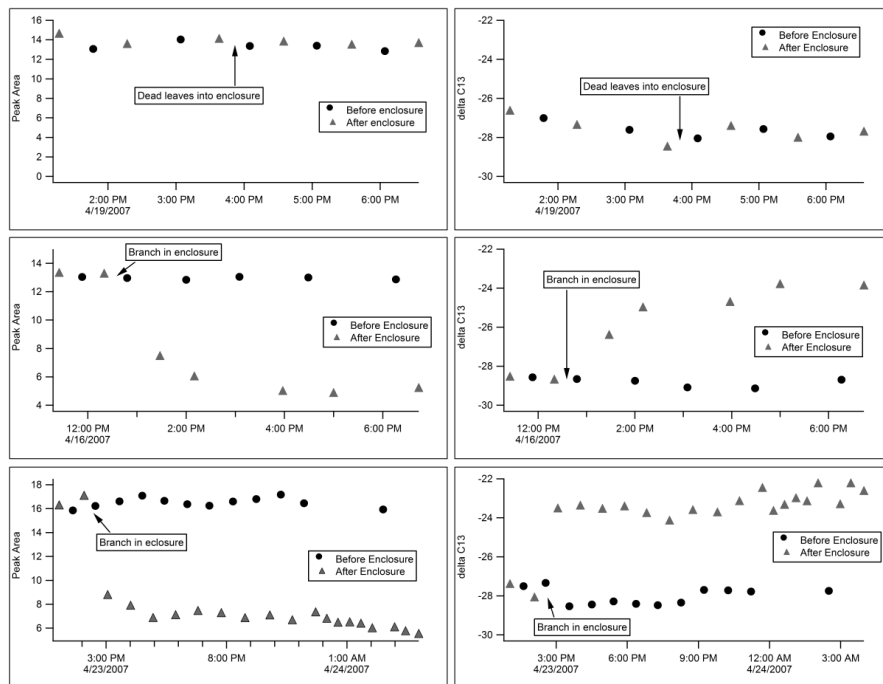 16
14
12
10
8
6
4
2
0
Peak Area
Dead leaves into enclosure
Before enclosure
After enclosure
2:00 PM 3:00 PM 4:00 PM 5:00 PM 6:00 PM
4/19/2007
-24
-26
-28
-30
delta C13
Before Enclosure
After Enclosure
Dead leaves into enclosure
2:00 PM 3:00 PM 4:00 PM 5:00 PM 6:00 PM
4/19/2007
14
12
10
8
6
4
Peak Area
Branch in enclosure
Before Enclosure
After Enclosure
12:00 PM 2:00 PM 4:00 PM 6:00 PM
4/16/2007
-22
-24
-26
-28
-30
delta C13
Branch in enclosure
Before Enclosure
After Enclosure
12:00 PM 2:00 PM 4:00 PM 6:00 PM
4/16/2007
18
16
14
12
10
8
6
Peak Area
Branch in eclosure
Before Enclosure
After Enclosure
3:00 PM 8:00 PM 1:00 AM
4/23/2007 4/24/2007
-22
-24
-26
-28
-30
delta C13
Before Enclosure
After Enclosure
Branch in enclosure
3:00 PM 6:00 PM 9:00 PM 12:00 AM 3:00 AM
4/23/2007 4/24/2007